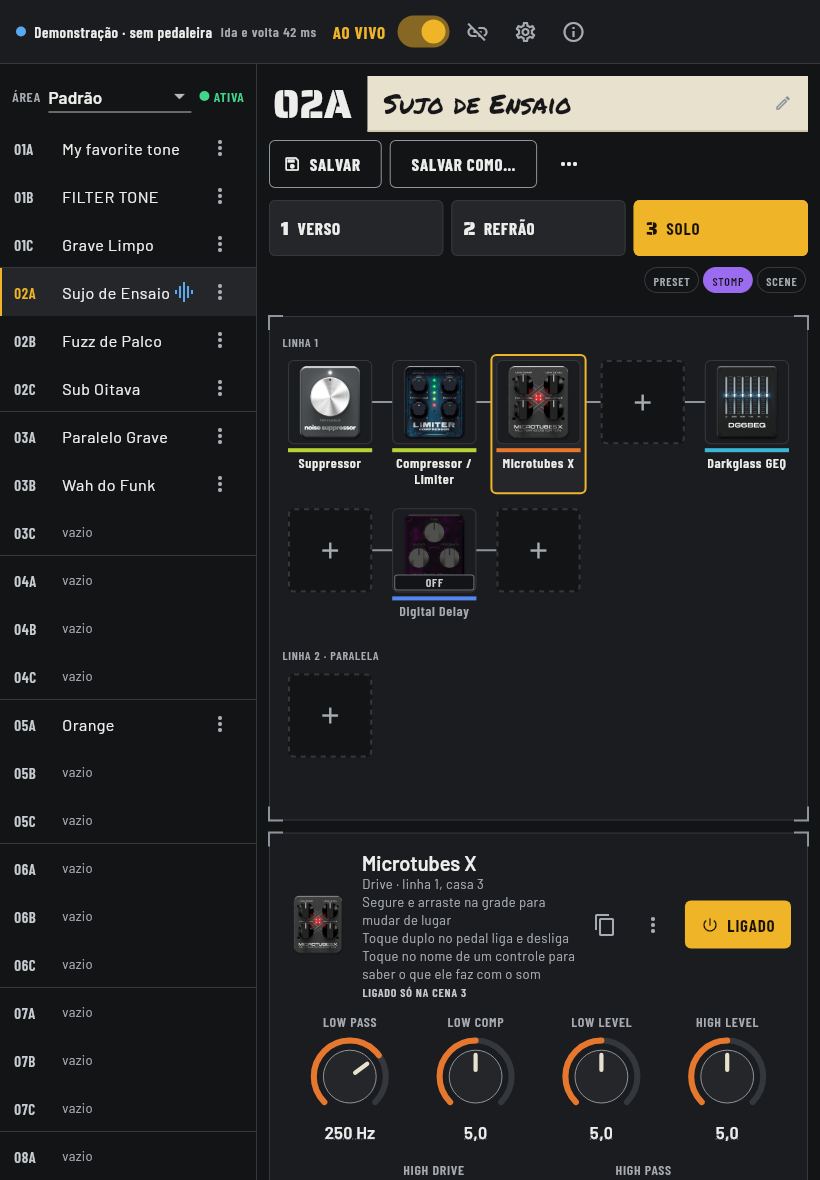 Demonstração · sem pedaleira
Ida e volta 42 ms
AO VIVO
ÁREA Padrão ATIVA
01A My favorite tone
01B FILTER TONE
01C Grave Limpo
02A Sujo de Ensaio
02B Fuzz de Palco
02C Sub Oitava
03A Paralelo Grave
03B Wah do Funk
03C vazio
04A vazio
04B vazio
04C vazio
05A Orange
05B vazio
05C vazio
06A vazio
06B vazio
06C vazio
07A vazio
07B vazio
07C vazio
08A vazio
02A Sujo de Ensaio
SALVAR
SALVAR COMO...
1 VERSO
2 REFRÃO
3 SOLO
PRESET
STOMP
SCENE
LINHA 1
noise suppressor
Suppressor
LIMITER
COMPRESSOR
Compressor /
Limiter
MICROTUBES X
Microtubes X
DG6BEQ
Darkglass GEQ
OFF
Digital Delay
LINHA 2 · PARALELA
MICROTUBES X
Microtubes X
Drive · linha 1, casa 3
Segure e arraste na grade para
mudar de lugar
Toque duplo no pedal liga e desliga
Toque no nome de um controle para
saber o que ele faz com o som
LIGADO SÓ NA CENA 3
LIGADO
LOW PASS
LOW COMP
LOW LEVEL
HIGH LEVEL
250 Hz
5,0
5,0
5,0
HIGH DRIVE
HIGH PASS